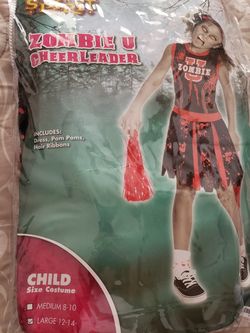 ZOMBIE U
CHEERLEADER
INCLUDES:
Dress, Pom Poms,
Hair Ribbons
U
ZOMBIE
CHILD
Size Costume
MEDIUM 8-10
LARGE 12-14